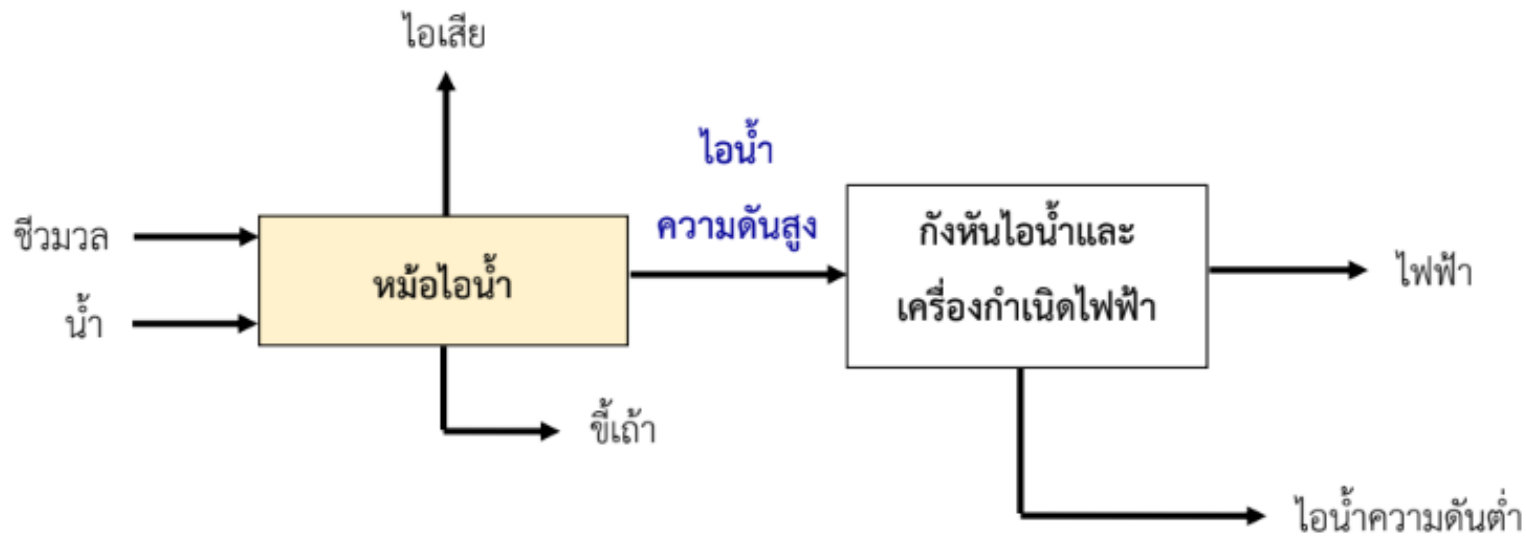 ไอเสีย
ไอน้ำ
ความดันสูง
ชีวมวล
น้ำ
หม้อไอน้ำ
กังหันไอน้ำและ
เครื่องกำเนิดไฟฟ้า
ไฟฟ้า
ขี้เถ้า
ไอน้ำความดันต่ำ